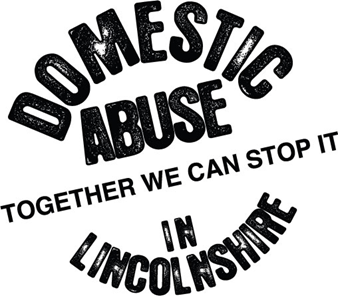 DOMESTIC
ABUSE
TOGETHER WE CAN STOP IT
IN
LINCOLNSHIRE